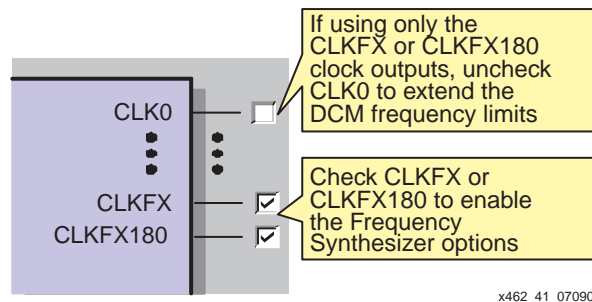 If using only the
CLKFX or CLKFX180
clock outputs, uncheck
CLK0 to extend the
DCM frequency limits
CLK0
CLKFX
CLKFX180
Check CLKFX or
CLKFX180 to enable
the Frequency
Synthesizer options
x462_41_07090